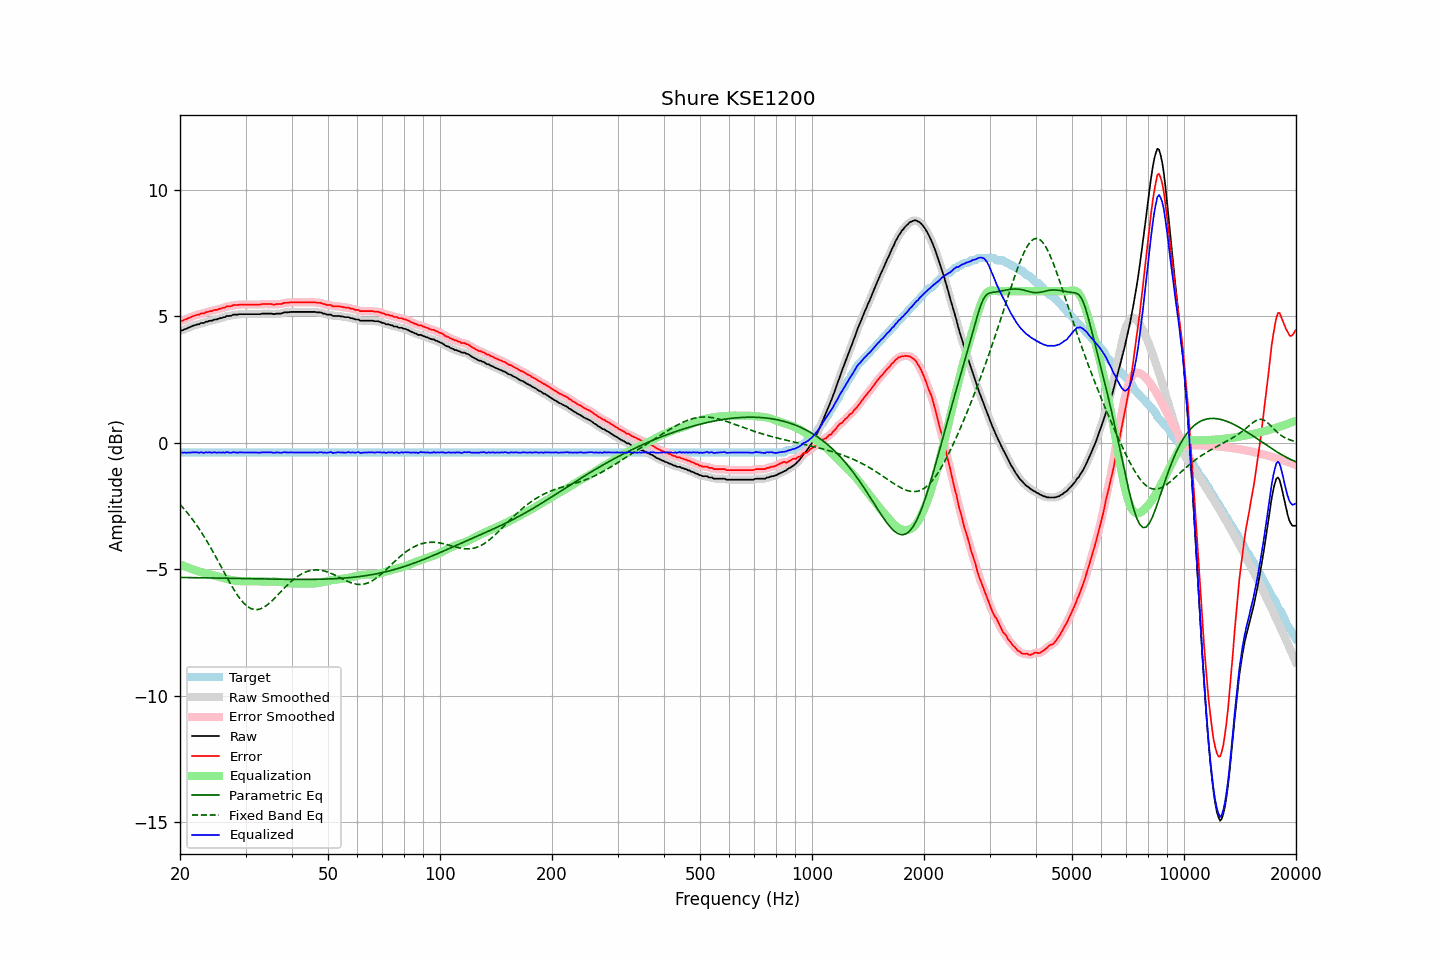 Shure KSE1200
Amplitude (dBr)
10
5
0
−5
−10
−15
Target
Raw Smoothed
Error Smoothed
Raw
Error
Equalization
Parametric Eq
Fixed Band Eq
Equalized
20
50
100
200
500
1000
2000
5000
10000
20000
Frequency (Hz)